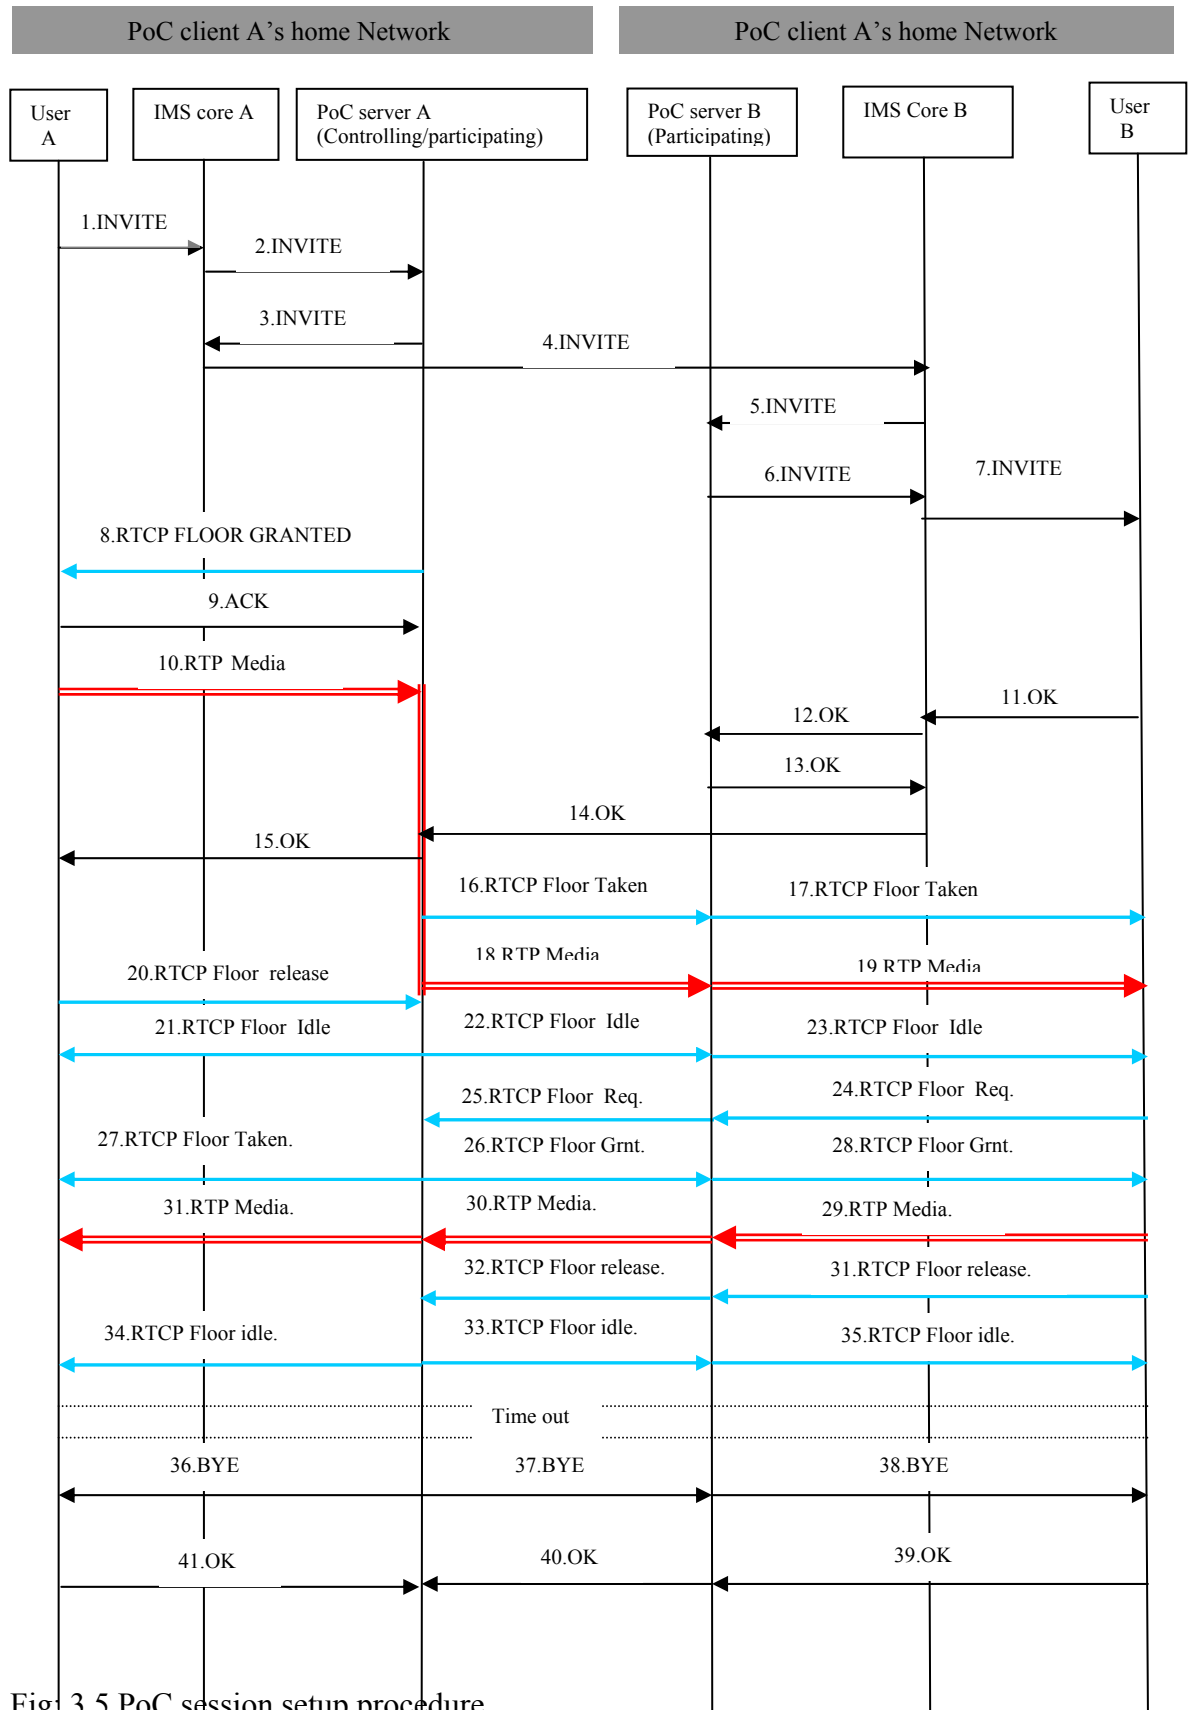 PoC client A’s home Network
PoC client A’s home Network
User
A
IMS core A
PoC server A
(Controlling/participating)
PoC server B
(Participating)
IMS Core B
User
B
1.INVITE
2.INVITE
3.INVITE
4.INVITE
5.INVITE
6.INVITE
7.INVITE
8.RTCP FLOOR GRANTED
9.ACK
10.RTP Media
11.OK
12.OK
13.OK
14.OK
15.OK
16.RTCP Floor Taken
17.RTCP Floor Taken
18.RTP Media
19.RTP Media
20.RTCP Floor release
21.RTCP Floor Idle
22.RTCP Floor Idle
23.RTCP Floor Idle
24.RTCP Floor Req.
25.RTCP Floor Req.
27.RTCP Floor Taken.
26.RTCP Floor Grnt.
28.RTCP Floor Grnt.
31.RTP Media.
30.RTP Media.
29.RTP Media.
32.RTCP Floor release.
31.RTCP Floor release.
34.RTCP Floor idle.
33.RTCP Floor idle.
35.RTCP Floor idle.
Time out
36.BYE
37.BYE
38.BYE
41.OK
40.OK
39.OK
Fig: 3.5 PoC session setup procedure